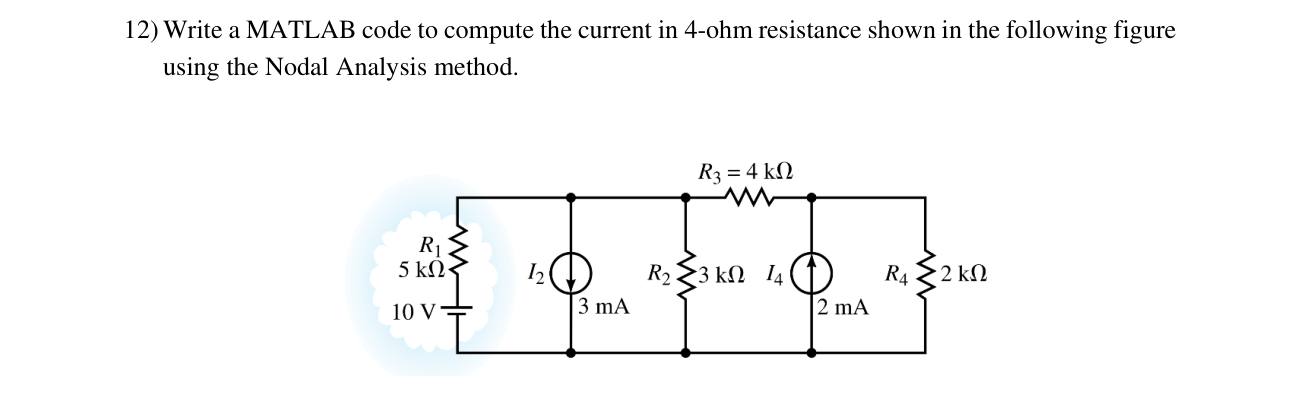 12) Write a MATLAB code to compute the current in 4-ohm resistance shown in the following figure
using the Nodal Analysis method.
R3 = 4 kΩ
R1
5 kΩ
I2
R2
3 kΩ
I4
R4
2 kΩ
10 V
3 mA
2 mA